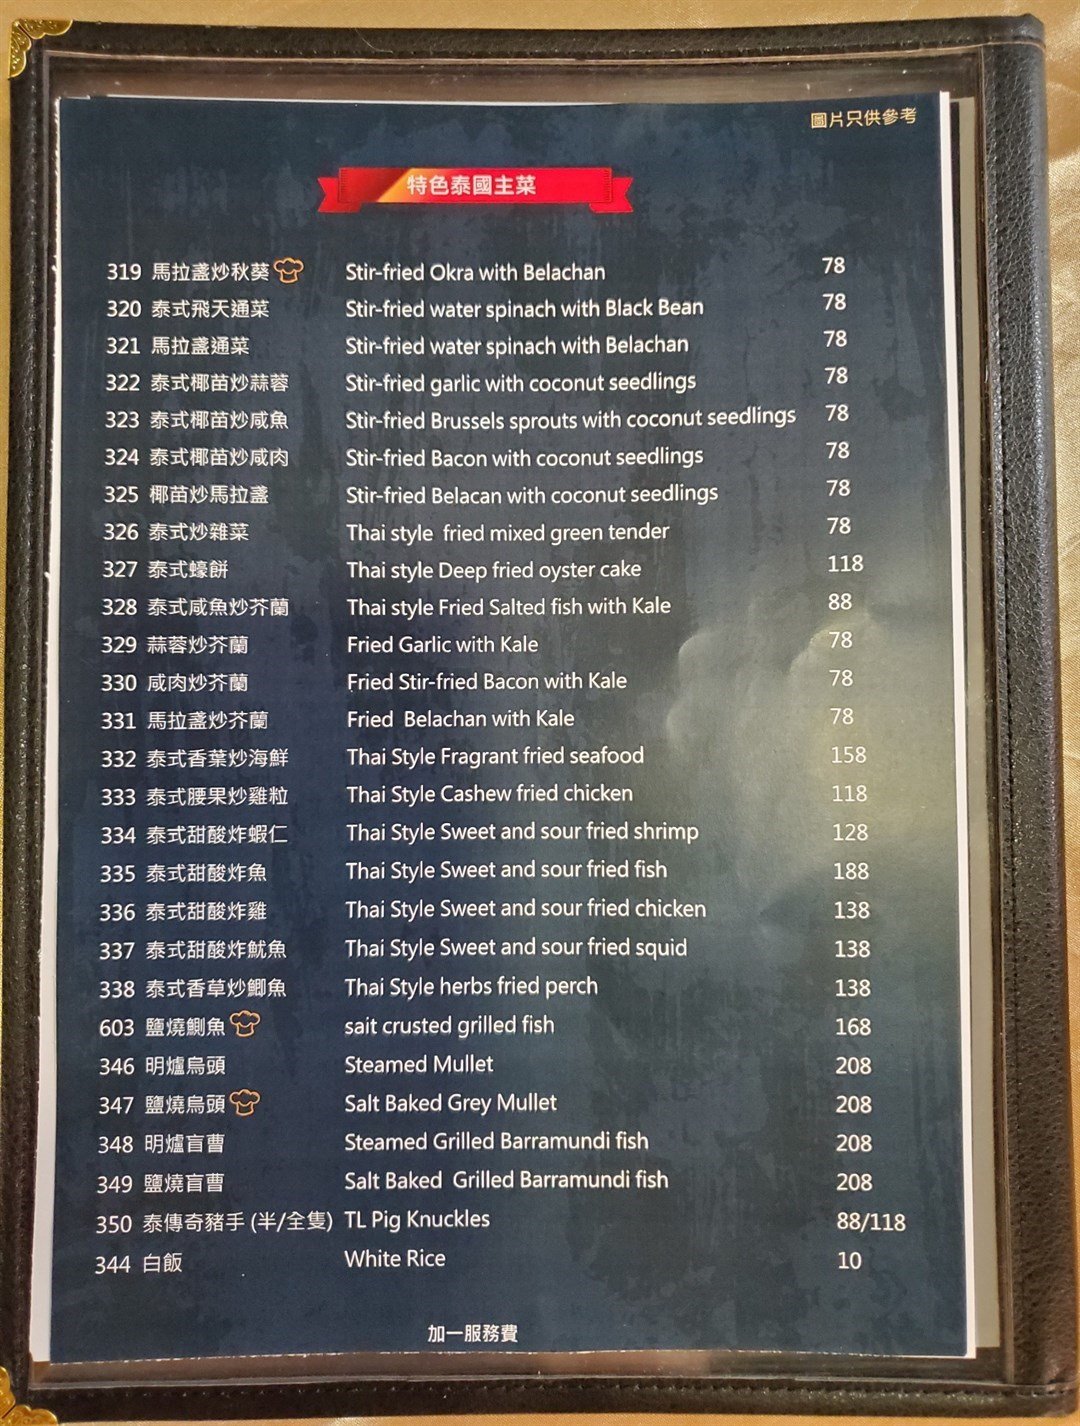 圖片只供參考
特色泰國主菜
319 馬拉盞炒秋葵 Stir-fried Okra with Belachan 78
320 泰式飛天通菜 Stir-fried water spinach with Black Bean 78
321 馬拉盞通菜 Stir-fried water spinach with Belachan 78
322 泰式椰苗炒蒜蓉 Stir-fried garlic with coconut seedlings 78
323 泰式椰苗炒咸魚 Stir-fried Brussels sprouts with coconut seedlings 78
324 泰式椰苗炒咸肉 Stir-fried Bacon with coconut seedlings 78
325 椰苗炒馬拉盞 Stir-fried Belacan with coconut seedlings 78
326 泰式炒雜菜 Thai style fried mixed green tender 78
327 泰式蠔餅 Thai style Deep fried oyster cake 118
328 泰式咸魚炒芥蘭 Thai style Fried Salted fish with Kale 88
329 蒜蓉炒芥蘭 Fried Garlic with Kale 78
330 咸肉炒芥蘭 Fried Stir-fried Bacon with Kale 78
331 馬拉盞炒芥蘭 Fried Belachan with Kale 78
332 泰式香葉炒海鮮 Thai Style Fragrant fried seafood 158
333 泰式腰果炒雞粒 Thai Style Cashew fried chicken 118
334 泰式甜酸炸蝦仁 Thai Style Sweet and sour fried shrimp 128
335 泰式甜酸炸魚 Thai Style Sweet and sour fried fish 188
336 泰式甜酸炸雞 Thai Style Sweet and sour fried chicken 138
337 泰式甜酸炸魷魚 Thai Style Sweet and sour fried squid 138
338 泰式香草炒鯽魚 Thai Style herbs fried perch 138
603 鹽燒鰂魚 sait crusted grilled fish 168
346 明爐烏頭 Steamed Mullet 208
347 鹽燒烏頭 Salt Baked Grey Mullet 208
348 明爐盲曹 Steamed Grilled Barramundi fish 208
349 鹽燒盲曹 Salt Baked Grilled Barramundi fish 208
350 泰傳奇豬手 (半/全隻) TL Pig Knuckles 88/118
344 白飯 White Rice 10
加一服務費